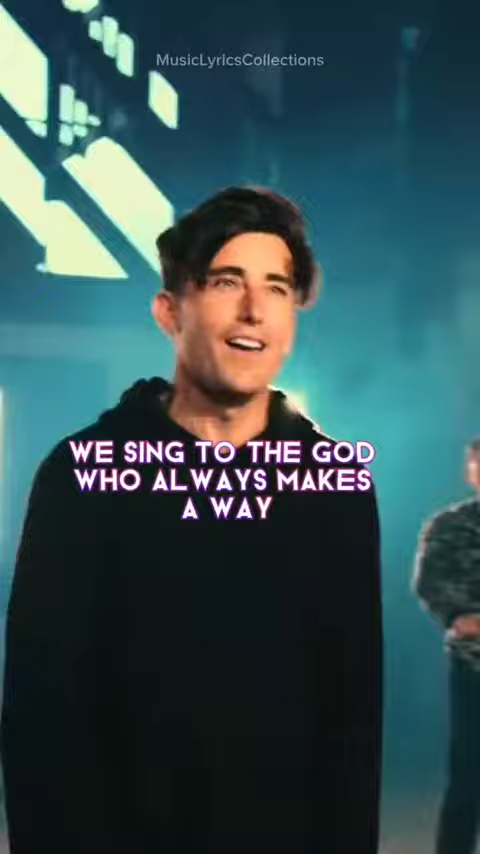 MusicLyricsCollections
WE SING TO THE GOD
WHO ALWAYS MAKES
A WAY